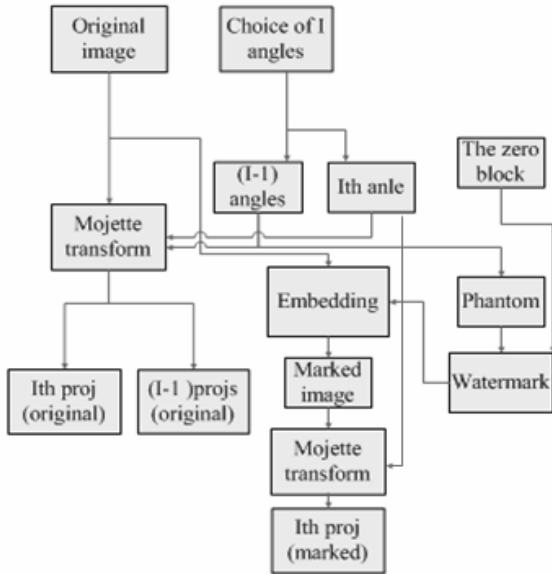 Original
image
Choice of I
angles
The zero
block
(I-1)
angles
Ith anle
Mojette
transform
Embedding
Phantom
Ith proj
(original)
(I-1 )projs
(original)
Marked
image
Watermark
Mojette
transform
Ith proj
(marked)